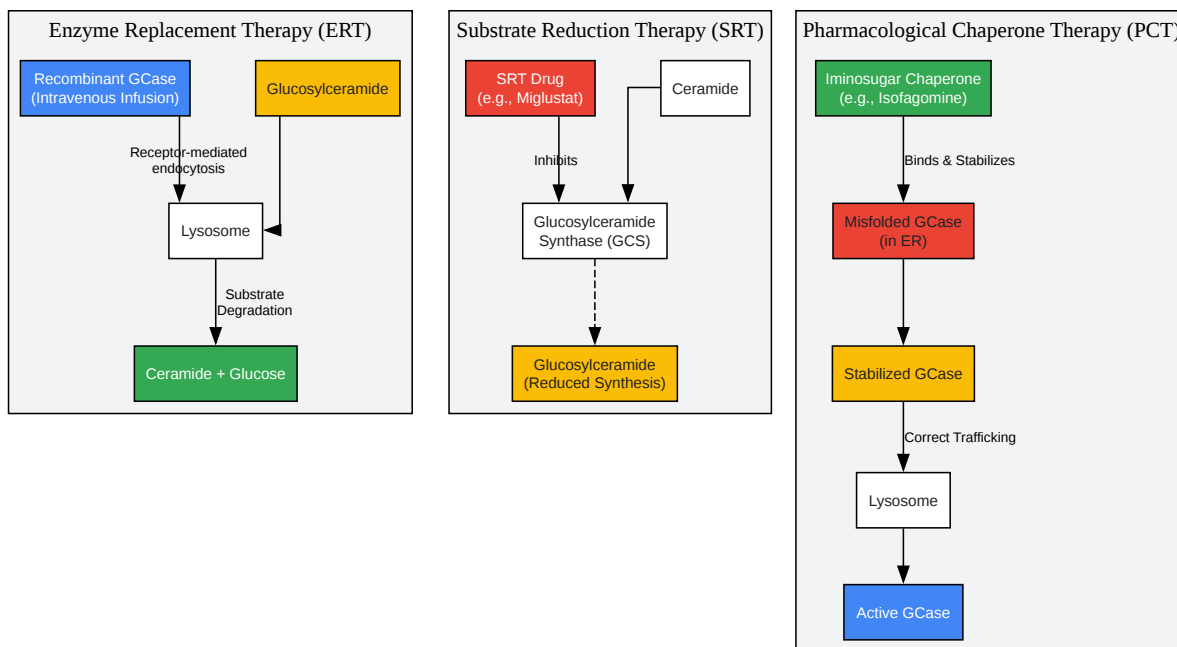 Enzyme Replacement Therapy (ERT)
Recombinant GCase
(Intravenous Infusion)
Glucosylceramide
Receptor-mediated
endocytosis
Lysosome
Substrate
Degradation
Ceramide + Glucose
Substrate Reduction Therapy (SRT)
SRT Drug
(e.g., Miglustat)
Ceramide
Inhibits
Glucosylceramide
Synthase (GCS)
Glucosylceramide
(Reduced Synthesis)
Pharmacological Chaperone Therapy (PCT)
Iminosugar Chaperone
(e.g., Isofagomine)
Binds & Stabilizes
Misfolded GCase
(in ER)
Stabilized GCase
Correct Trafficking
Lysosome
Active GCase